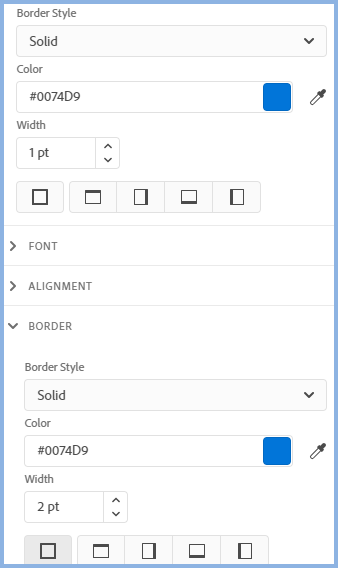 Border Style
Solid
Color
#0074D9
Width
1 pt
FONT
ALIGNMENT
BORDER
Border Style
Solid
Color
#0074D9
Width
2 pt